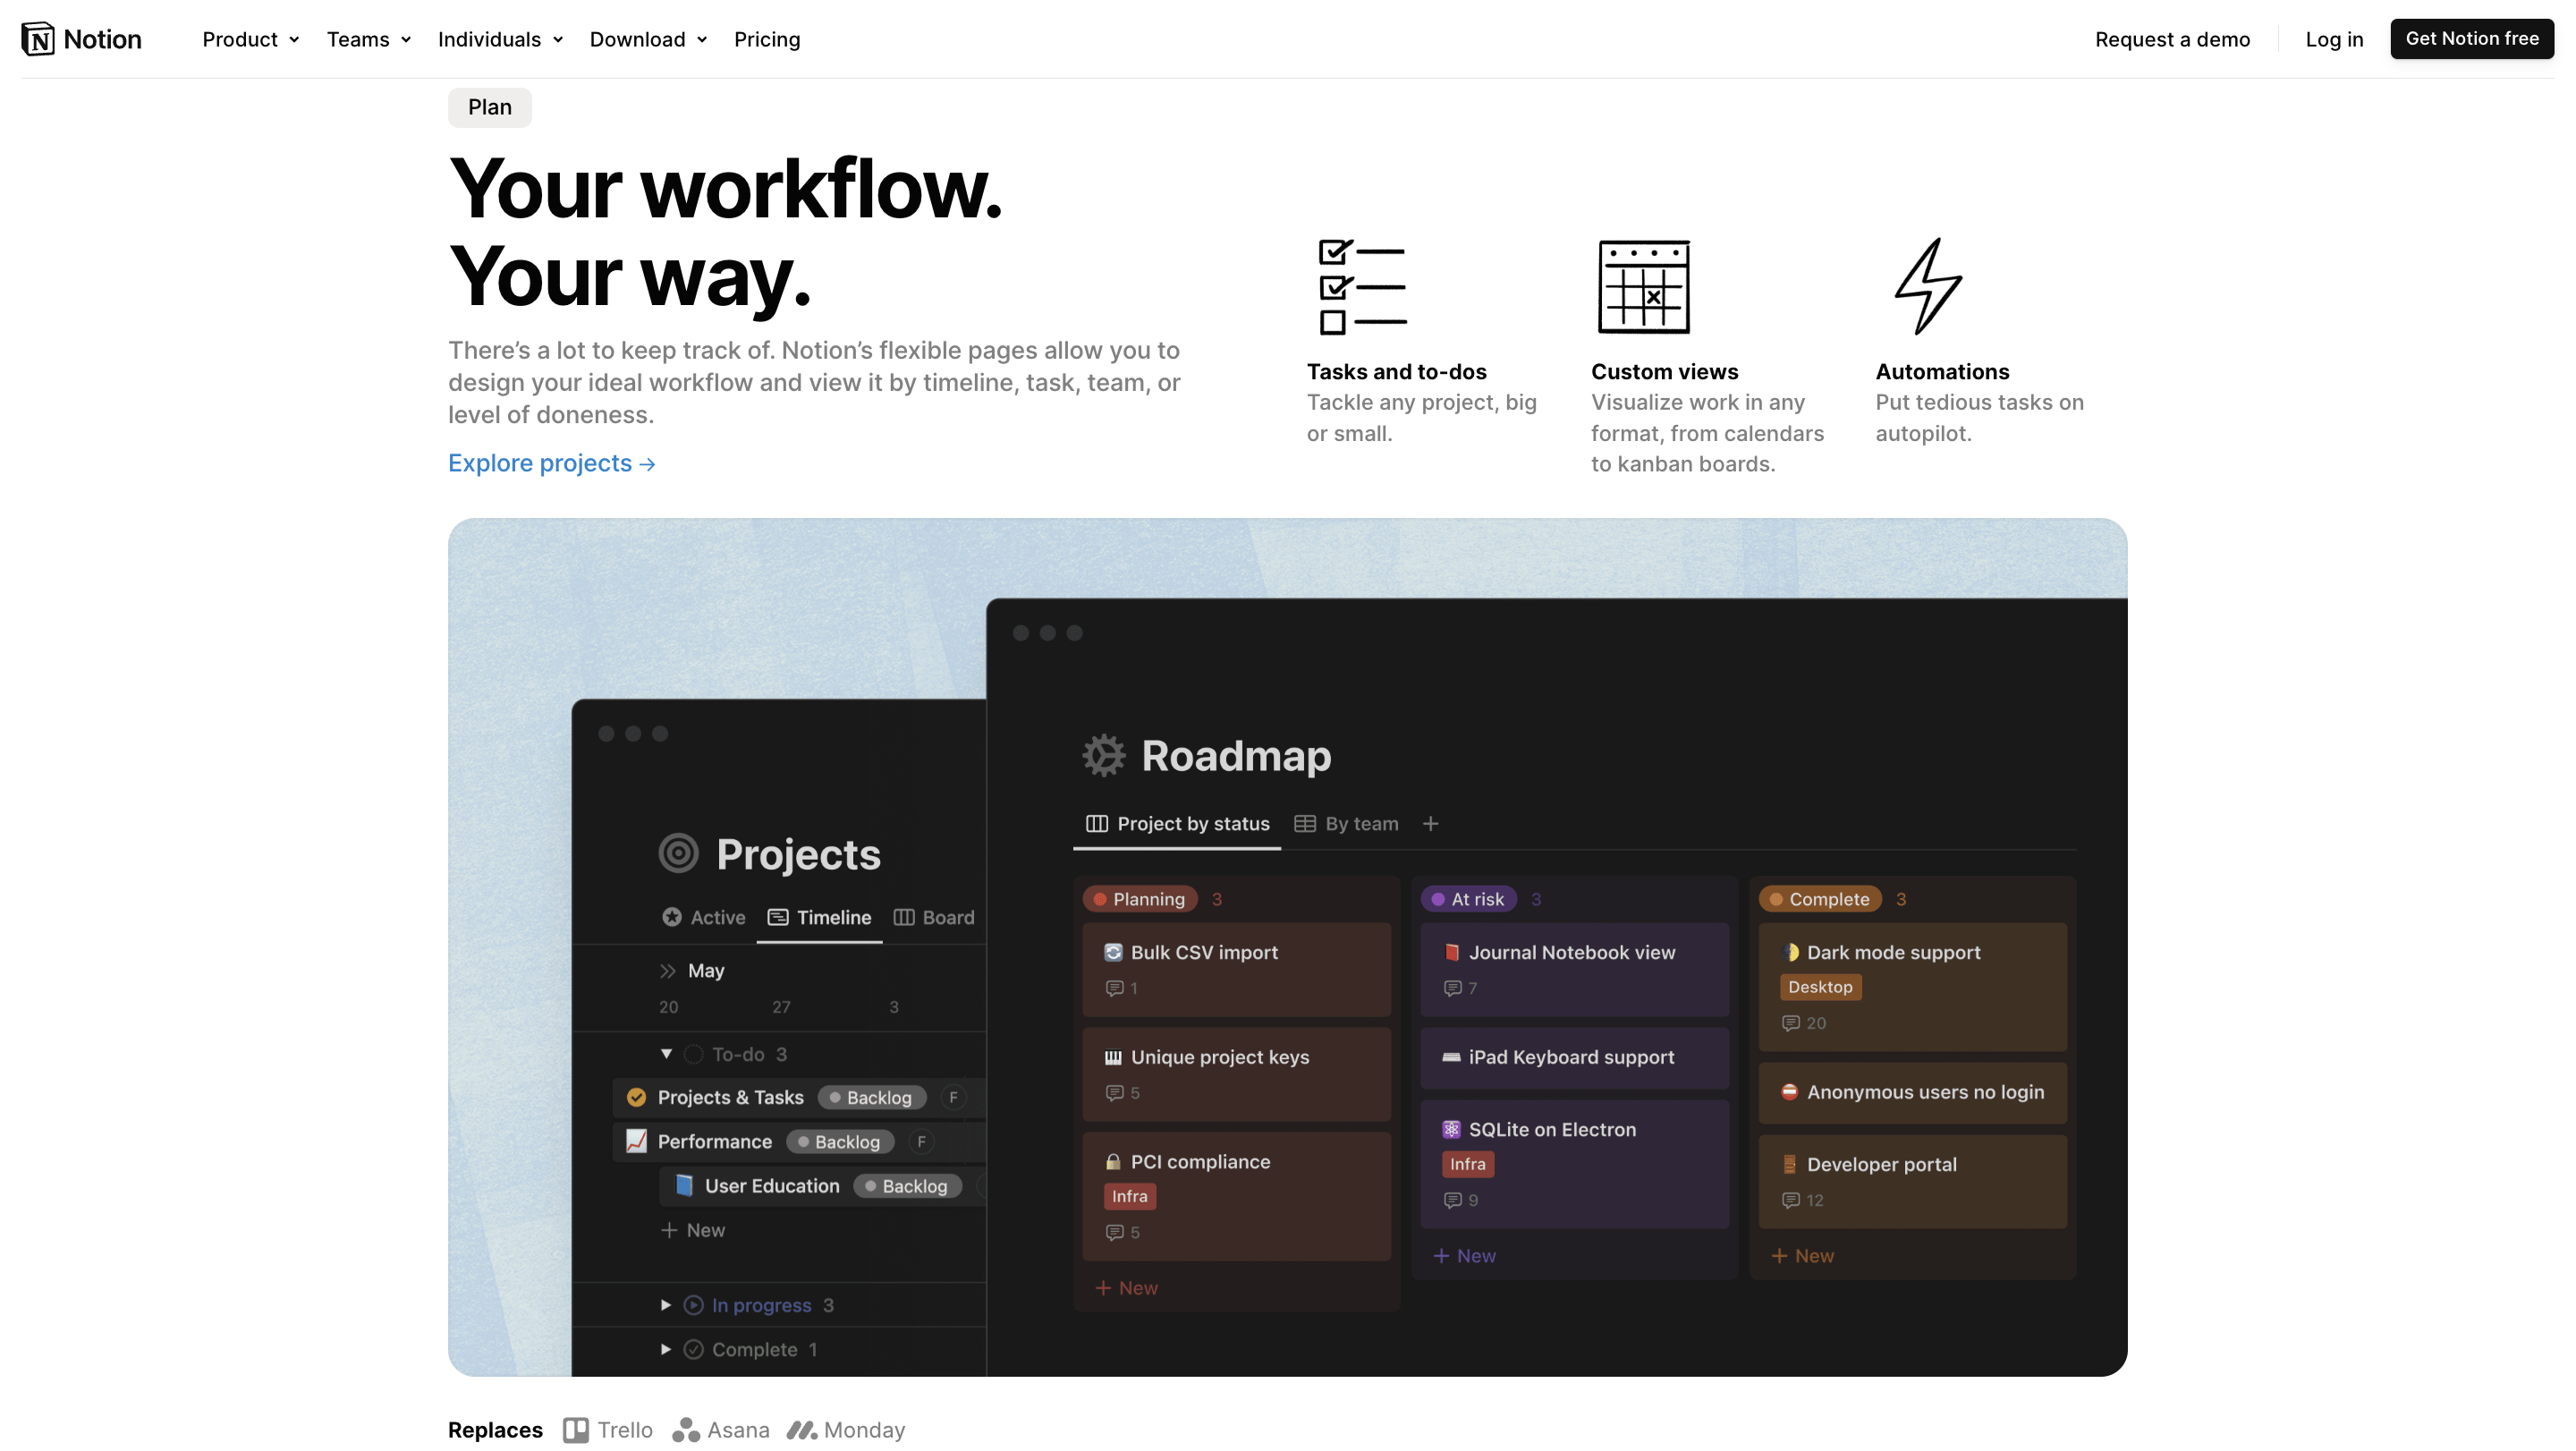 Notion
Product
Teams
Individuals
Download
Pricing
Request a demo
Log in
Get Notion free
Plan
Your workflow.
Your way.
There’s a lot to keep track of. Notion’s flexible pages allow you to
design your ideal workflow and view it by timeline, task, team, or
level of doneness.
Explore projects →
Tasks and to-dos
Tackle any project, big
or small.
Custom views
Visualize work in any
format, from calendars
to kanban boards.
Automations
Put tedious tasks on
autopilot.
Projects
Active
Timeline
Board
May
20 27 3
To-do 3
Projects & Tasks Backlog F
Performance Backlog F
User Education Backlog
+ New
In progress 3
Complete 1
Roadmap
Project by status
By team
+
Planning 3
Bulk CSV import
1
Unique project keys
5
PCI compliance
Infra
5
+ New
At risk 3
Journal Notebook view
7
iPad Keyboard support
SQLite on Electron
Infra
9
+ New
Complete 3
Dark mode support
Desktop
20
Anonymous users no login
Developer portal
12
+ New
Replaces Trello Asana Monday